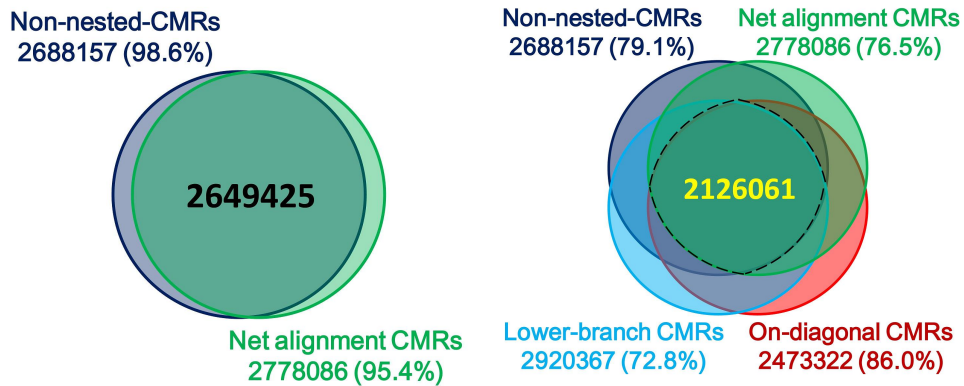 Non-nested-CMRs
2688157 (98.6%)
2649425
Net alignment CMRs
2778086 (95.4%)
Non-nested-CMRs
2688157 (79.1%)
Net alignment CMRs
2778086 (76.5%)
2126061
Lower-branch CMRs
2920367 (72.8%)
On-diagonal CMRs
2473322 (86.0%)